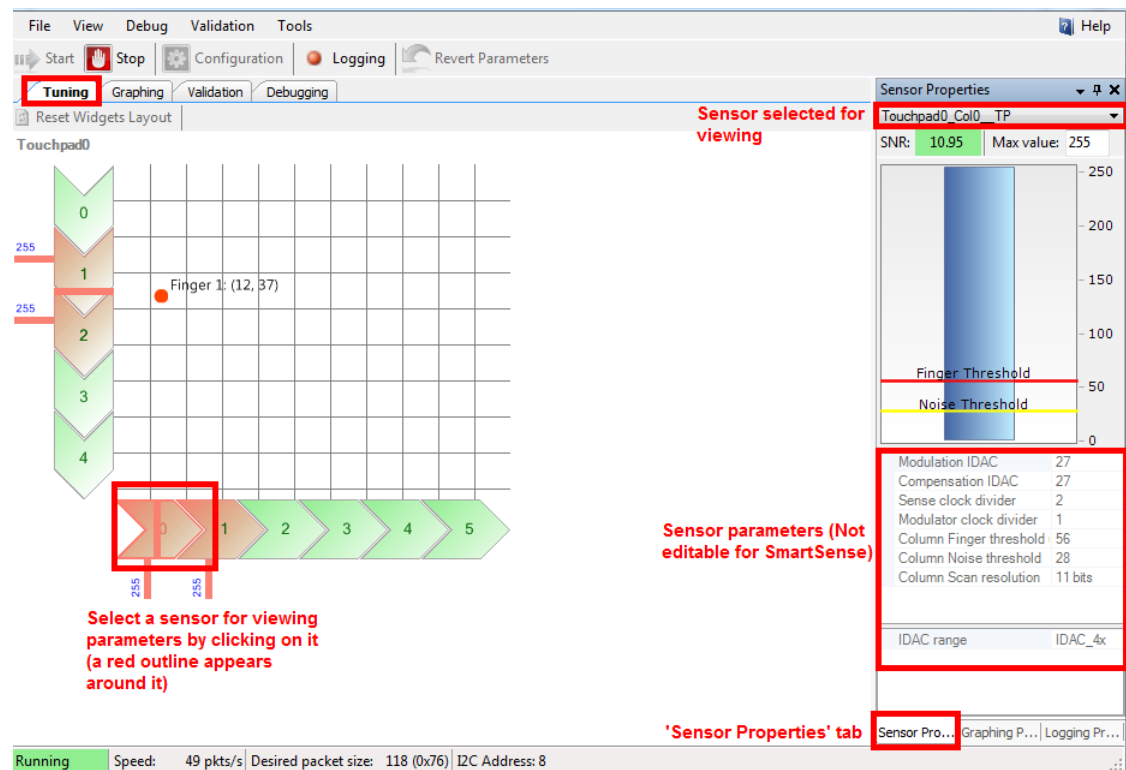 File View Debug Validation Tools Help
Start Stop Configuration Logging Revert Parameters
Tuning Graphing Validation Debugging
Reset Widgets Layout
Touchpad0
0
1
2
3
4
255
255
Finger 1: (12, 37)
0 1 2 3 4 5
255 255
Select a sensor for viewing
parameters by clicking on it
(a red outline appears
around it)
Sensor selected for
viewing
Sensor Properties
Touchpad0_Col0__TP
SNR: 10.95 Max value: 255
250
200
150
100
50
0
Finger Threshold
Noise Threshold
Sensor parameters (Not
editable for SmartSense)
Modulation IDAC 27
Compensation IDAC 27
Sense clock divider 2
Modulator clock divider 1
Column Finger threshold 56
Column Noise threshold 28
Column Scan resolution 11 bits
IDAC range IDAC_4x
'Sensor Properties' tab
Sensor Pro... Graphing P... Logging Pr...
Running Speed: 49 pkts/s Desired packet size: 118 (0x76) I2C Address: 8